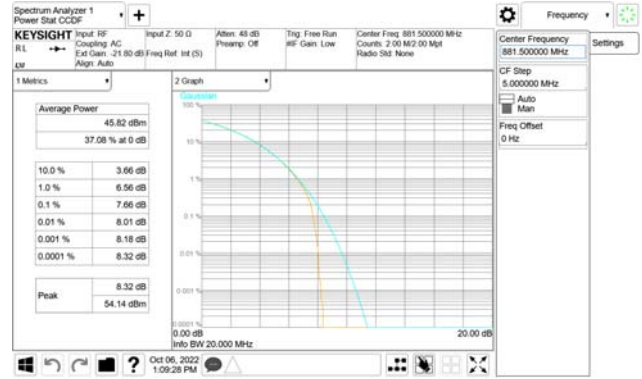 Spectrum Analyzer 1
Power Stat CCDF
+
Frequency
KEYSIGHT
RL
Input: RF
Coupling: AC
Ext Gain: -21.80 dB
Align: Auto
Input Z: 50 Ω
Freq Ref: Int (S)
Atten: 48 dB
Preamp: Off
Trig: Free Run
#IF Gain: Low
Center Freq: 881.500000 MHz
Counts: 2.00 M/2.00 Mpt
Radio Std: None
Center Frequency
881.500000 MHz
Settings
CF Step
5.000000 MHz
Auto
Man
Freq Offset
0 Hz
1 Metrics
2 Graph
Average Power
45.82 dBm
37.08 % at 0 dB
10.0 % 3.66 dB
1.0 % 6.56 dB
0.1 % 7.66 dB
0.01 % 8.01 dB
0.001 % 8.18 dB
0.0001 % 8.32 dB
Peak
8.32 dB
54.14 dBm
Gaussian
100 %
10 %
1 %
0.1 %
0.01 %
0.001 %
0.0001 %
0.00 dB
20.00 dB
Info BW 20.000 MHz
?
Oct 06, 2022
1:09:28 PM